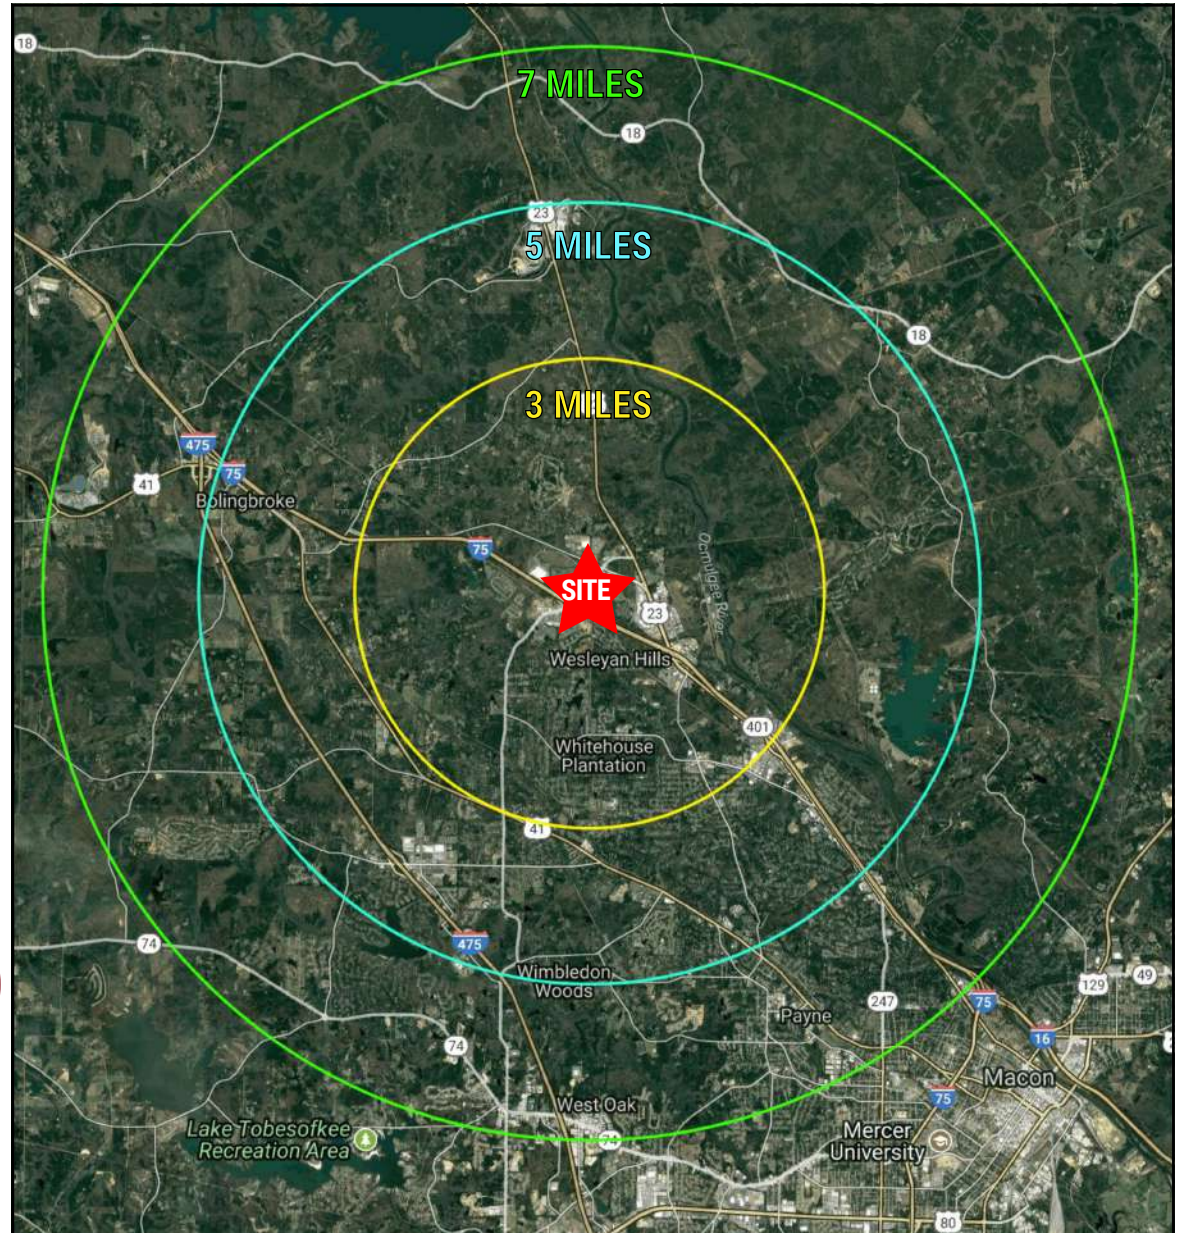 18
7 MILES
18
23
5 MILES
18
3 MILES
475
75
41
Bolingbroke
75
SITE
23
Ocmulgee River
Wesleyan Hills
401
Whitehouse
Plantation
41
74
475
Wimbledon
Woods
49
129
247
75
Payne
16
74
Macon
75
West Oak
Lake Tobesofkee
Recreation Area
74
Mercer
University
80